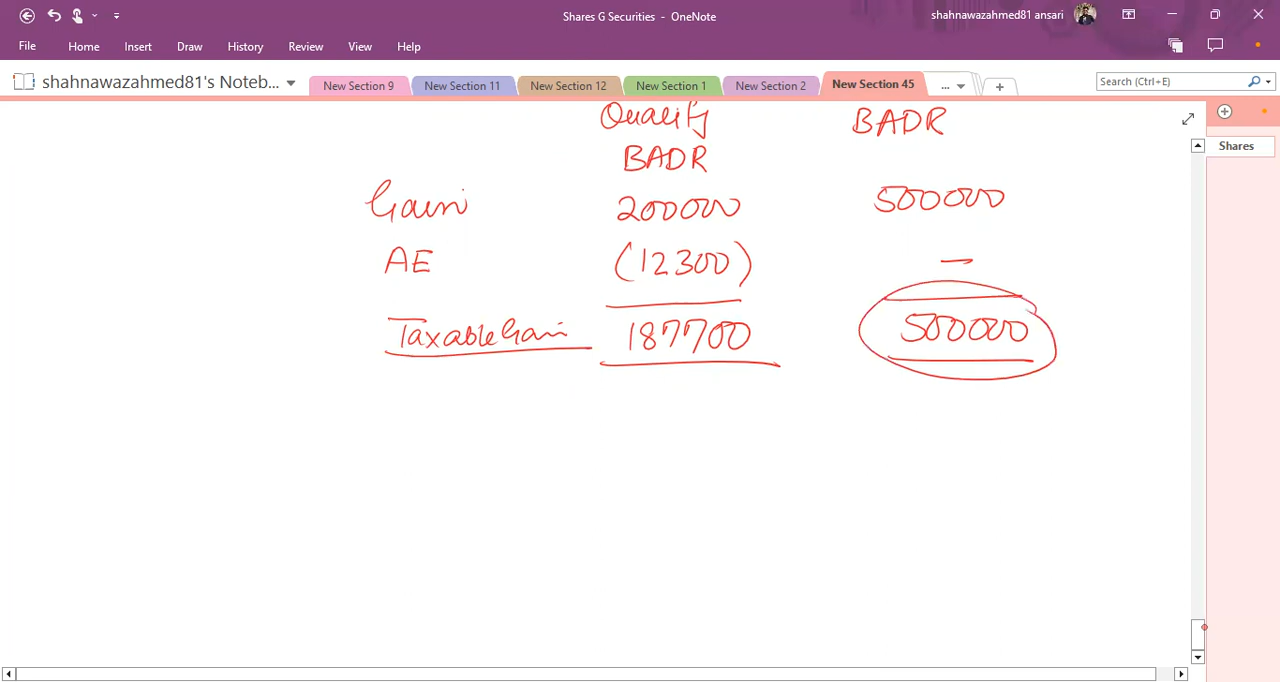 Shares G Securities - OneNote
shahnawazahmed81 ansari
File Home Insert Draw History Review View Help
shahnawazahmed81's Noteb...
New Section 9 New Section 11 New Section 12 New Section 1 New Section 2 New Section 45 ...
Search (Ctrl+E)
Shares
Qualify BADR
BADR
Gain 200000 500000
AE (12300) —
Taxable Gain 187700 500000